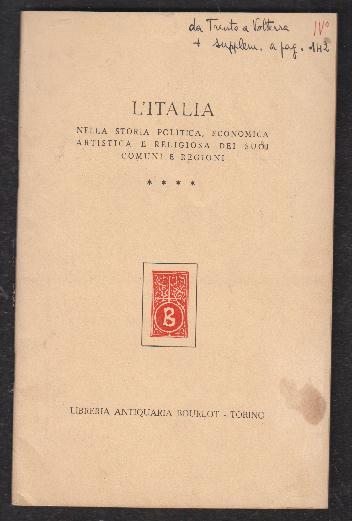 da Trento a Volterra IV°
+ supplem. a pag. 142
L'ITALIA
NELLA STORIA POLITICA, ECONOMICA
ARTISTICA E RELIGIOSA DEI SUOI
COMUNI E REGIONI
* * * *
B
LIBRERIA ANTIQUARIA BOURLOT - TORINO